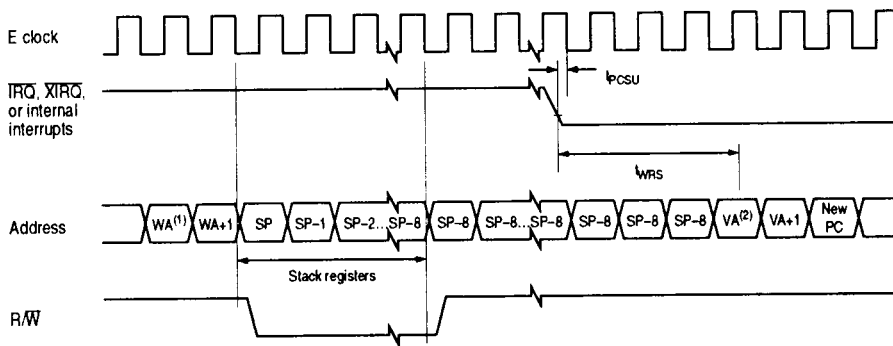 E clock
IRQ, XIRQ,
or internal
interrupts
tPCSU
tWRS
Address
WA(1) WA+1 SP SP–1 SP–2...SP–8 SP–8 SP–8...SP–8 SP–8 SP–8 SP–8 VA(2) VA+1 New
PC
Stack registers
R/W